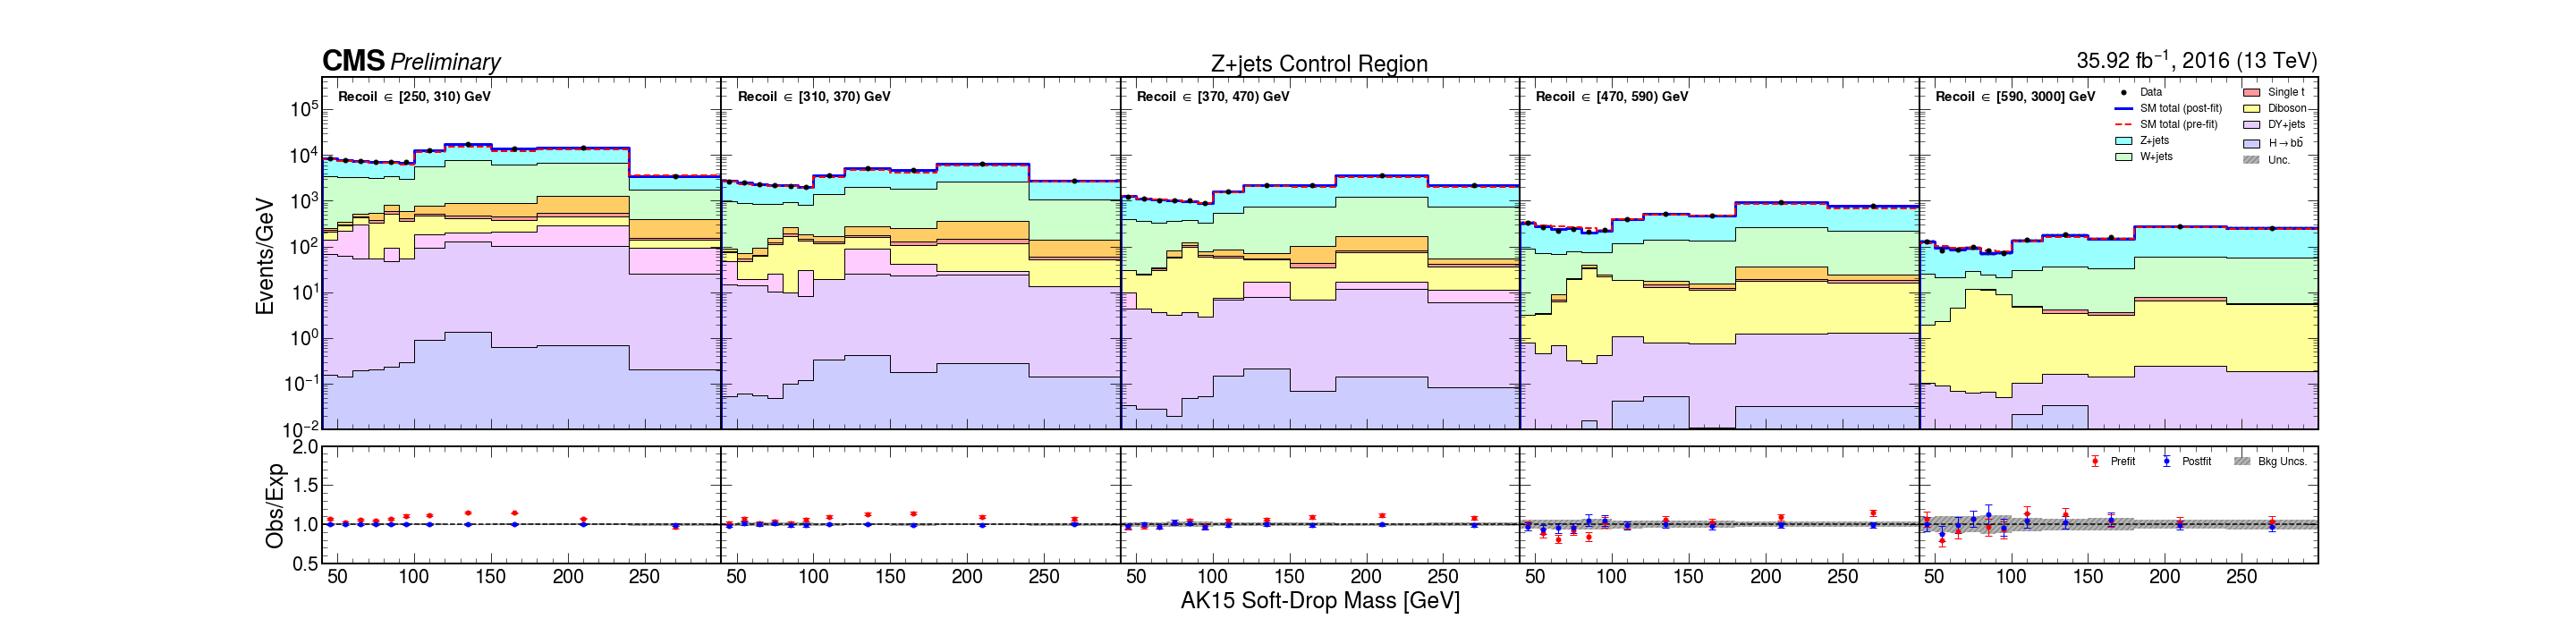 CMS Preliminary
Z+jets Control Region
35.92 fb⁻¹, 2016 (13 TeV)
Recoil ∈ [250, 310) GeV
Recoil ∈ [310, 370) GeV
Recoil ∈ [370, 470) GeV
Recoil ∈ [470, 590) GeV
Recoil ∈ [590, 3000] GeV
Data
SM total (post-fit)
SM total (pre-fit)
Z+jets
W+jets
Single t
Diboson
DY+jets
H→bb̄
Unc.
Events/GeV
10⁵
10⁴
10³
10²
10¹
10⁰
10⁻¹
10⁻²
Obs/Exp
2.0
1.5
1.0
0.5
Prefit
Postfit
Bkg Uncs.
50 100 150 200 250
50 100 150 200 250
50 100 150 200 250
50 100 150 200 250
50 100 150 200 250
AK15 Soft-Drop Mass [GeV]